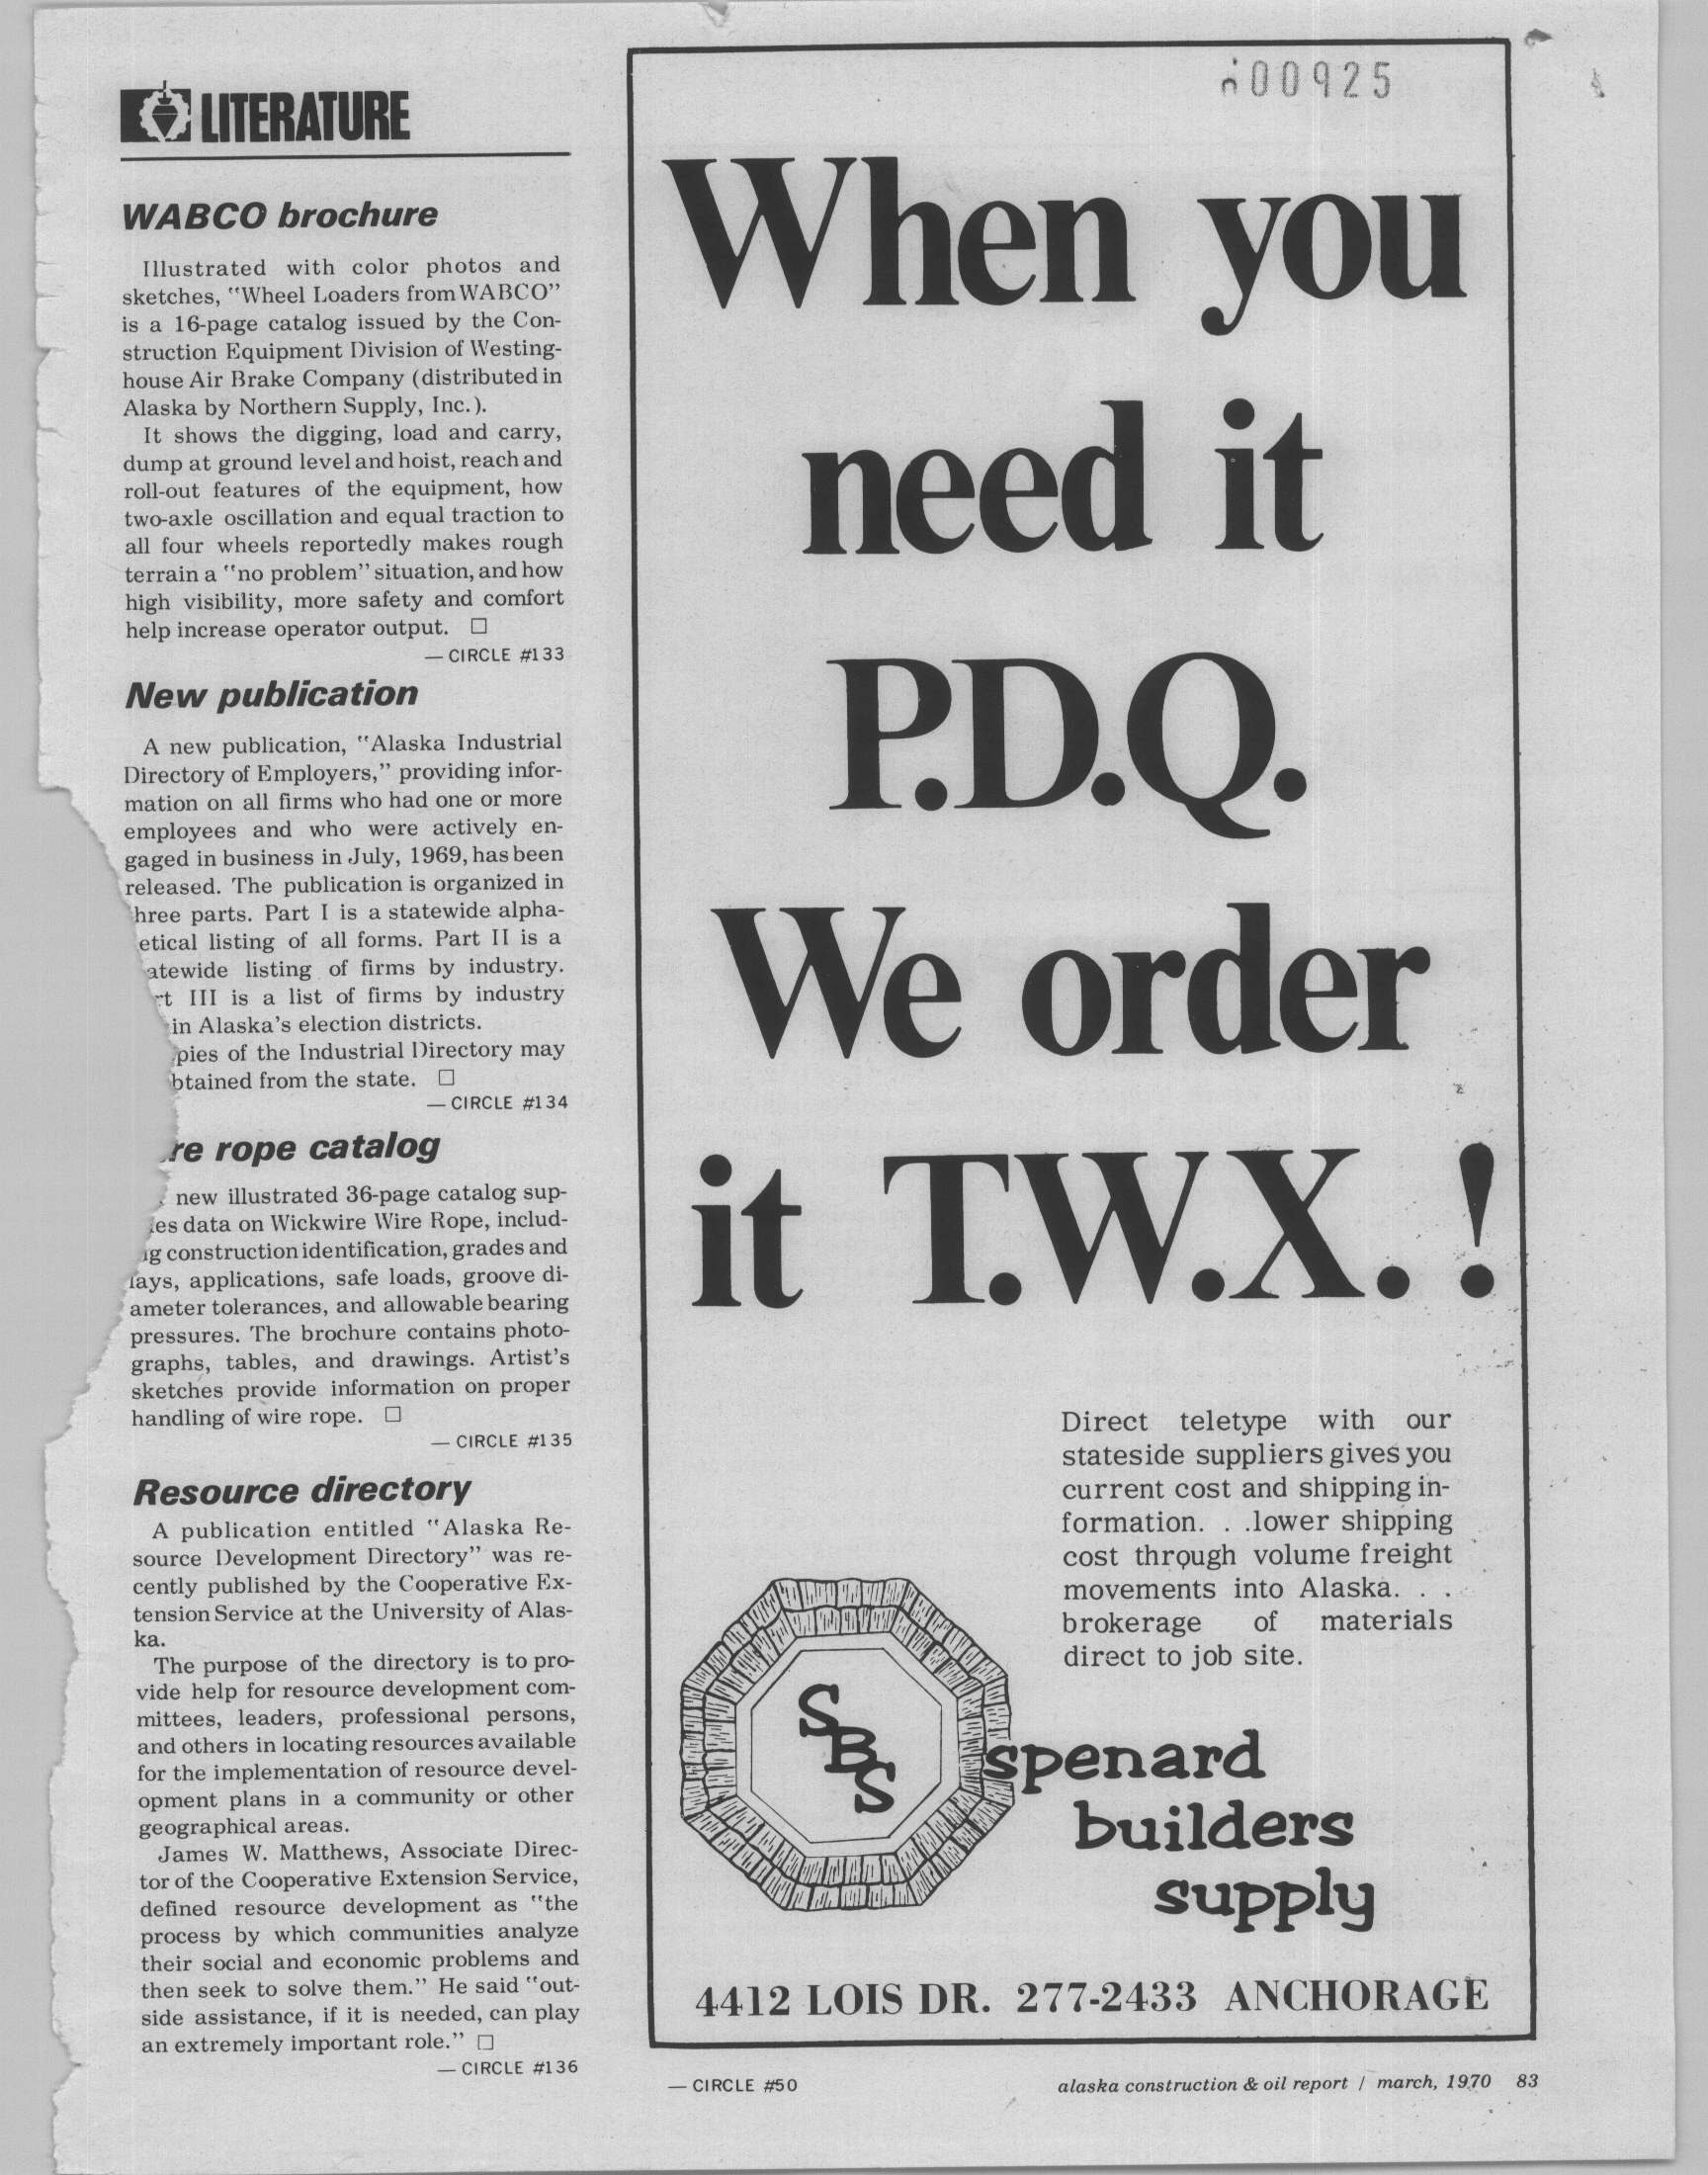 LITERATURE
WABCO brochure
Illustrated with color photos and
sketches, "Wheel Loaders from WABCO"
is a 16-page catalog issued by the Con-
struction Equipment Division of Westing-
house Air Brake Company (distributed in
Alaska by Northern Supply, Inc.).
It shows the digging, load and carry,
dump at ground level and hoist, reach and
roll-out features of the equipment, how
two-axle oscillation and equal traction to
all four wheels reportedly makes rough
terrain a "no problem" situation, and how
high visibility, more safety and comfort
help increase operator output. □
— CIRCLE #133
New publication
A new publication, "Alaska Industrial
Directory of Employers," providing infor-
mation on all firms who had one or more
employees and who were actively en-
gaged in business in July, 1969, has been
released. The publication is organized in
hree parts. Part I is a statewide alpha-
etical listing of all forms. Part II is a
atewide listing of firms by industry.
rt III is a list of firms by industry
in Alaska's election districts.
pies of the Industrial Directory may
btained from the state. □
— CIRCLE #134
re rope catalog
new illustrated 36-page catalog sup-
es data on Wickwire Wire Rope, includ-
g construction identification, grades and
lays, applications, safe loads, groove di-
ameter tolerances, and allowable bearing
pressures. The brochure contains photo-
graphs, tables, and drawings. Artist's
sketches provide information on proper
handling of wire rope. □
— CIRCLE #135
Resource directory
A publication entitled "Alaska Re-
source Development Directory" was re-
cently published by the Cooperative Ex-
tension Service at the University of Alas-
ka.
The purpose of the directory is to pro-
vide help for resource development com-
mittees, leaders, professional persons,
and others in locating resources available
for the implementation of resource devel-
opment plans in a community or other
geographical areas.
James W. Matthews, Associate Direc-
tor of the Cooperative Extension Service,
defined resource development as "the
process by which communities analyze
their social and economic problems and
then seek to solve them." He said "out-
side assistance, if it is needed, can play
an extremely important role." □
— CIRCLE #136
00925
When you
need it
P.D.Q.
We order
it T.W.X. !
Direct teletype with our
stateside suppliers gives you
current cost and shipping in-
formation. . .lower shipping
cost through volume freight
movements into Alaska. . .
brokerage of materials
direct to job site.
SBS
spenard
builders
supply
4412 LOIS DR. 277-2433 ANCHORAGE
— CIRCLE #50
alaska construction & oil report / march, 1970 83